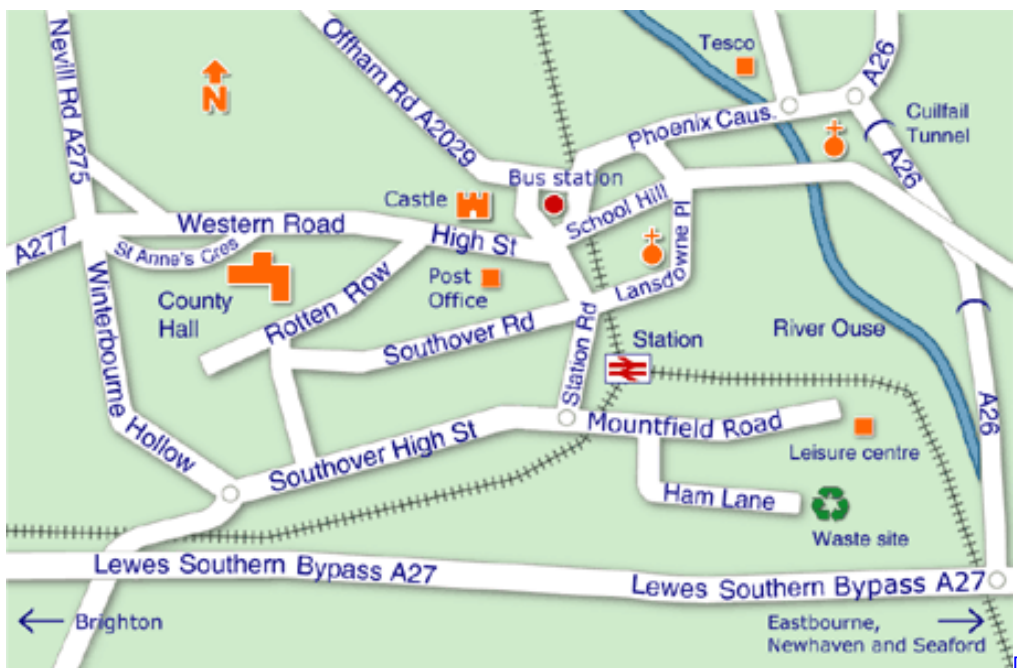 Nevill Rd A275
Offham Rd A2029
Tesco
A26
N
Phoenix Caus.
Cuilfail
Tunnel
A26
Bus station
Castle
School Hill
Western Road
High St
A277
St Anne's Cres
Lansdowne Pl
Post
Office
County
Hall
Rotten Row
Winterbourne Hollow
Southover Rd
Station Rd
Station
River Ouse
A26
Mountfield Road
Southover High St
Leisure centre
Ham Lane
Waste site
Lewes Southern Bypass A27
Lewes Southern Bypass A27
Brighton
Eastbourne,
Newhaven and Seaford